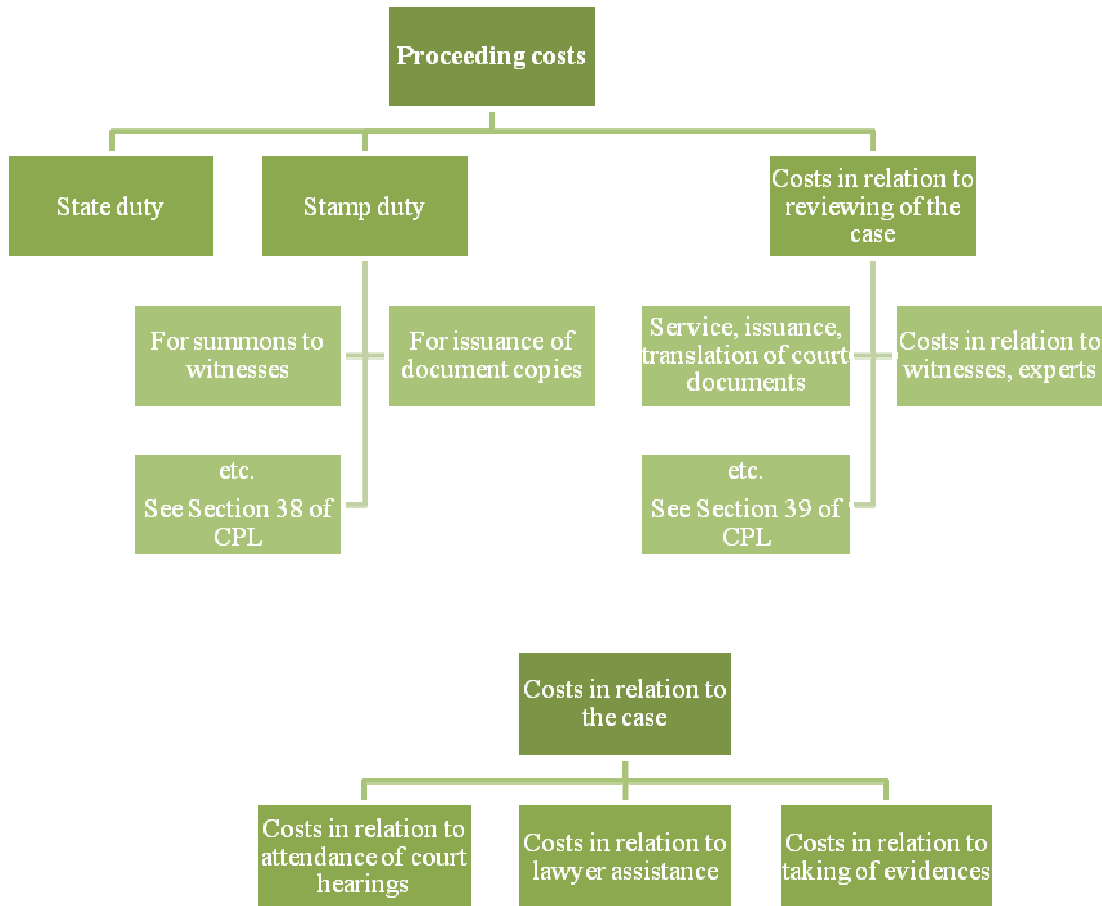 Proceeding costs
State duty
Stamp duty
Costs in relation to
reviewing of the
case
For summons to
witnesses
For issuance of
document copies
Service, issuance,
translation of court
documents
Costs in relation to
witnesses, experts
etc.
See Section 38 of
CPL
etc.
See Section 39 of
CPL
Costs in relation to
the case
Costs in relation to
attendance of court
hearings
Costs in relation to
lawyer assistance
Costs in relation to
taking of evidences